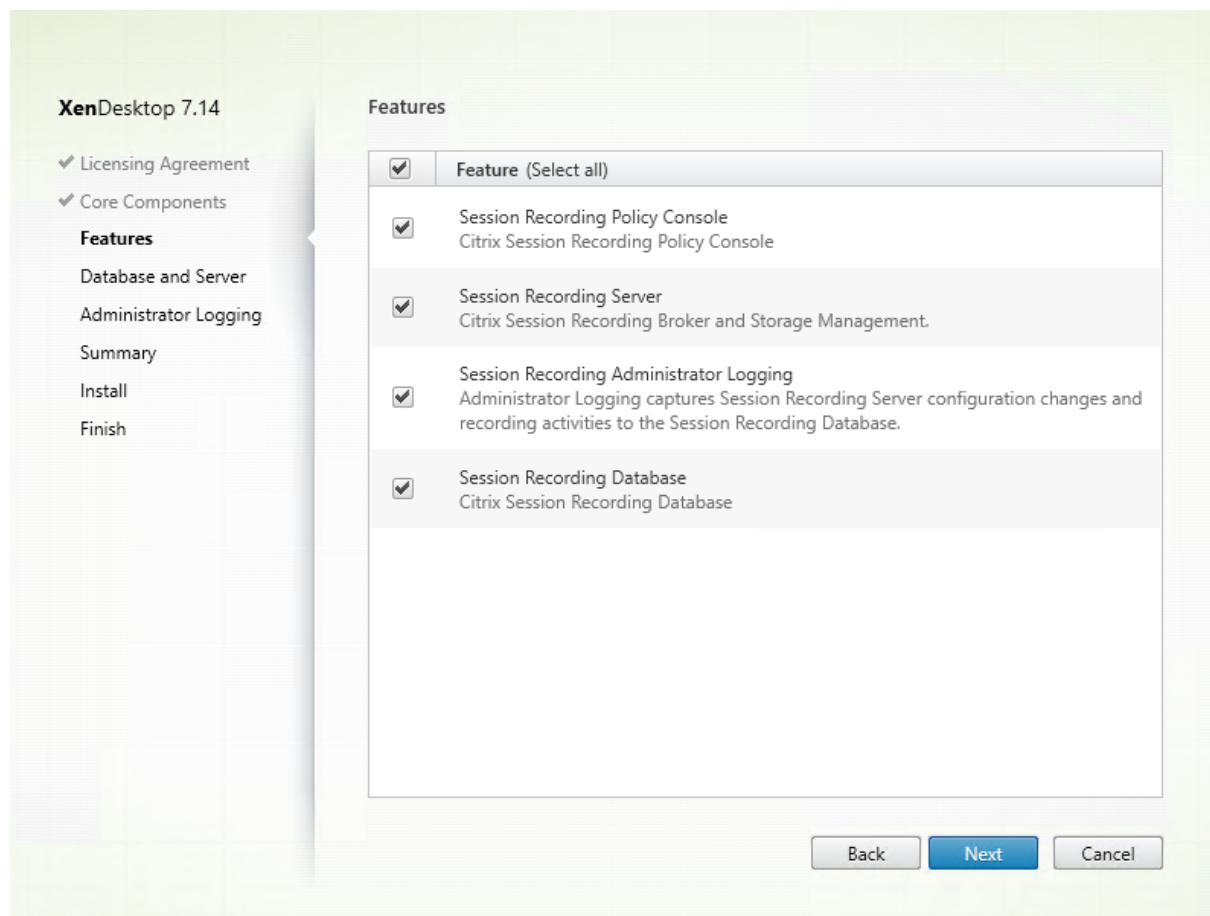 XenDesktop 7.14
Licensing Agreement
Core Components
Features
Database and Server
Administrator Logging
Summary
Install
Finish
Features
Feature (Select all)
Session Recording Policy Console
Citrix Session Recording Policy Console
Session Recording Server
Citrix Session Recording Broker and Storage Management.
Session Recording Administrator Logging
Administrator Logging captures Session Recording Server configuration changes and
recording activities to the Session Recording Database.
Session Recording Database
Citrix Session Recording Database
Back
Next
Cancel